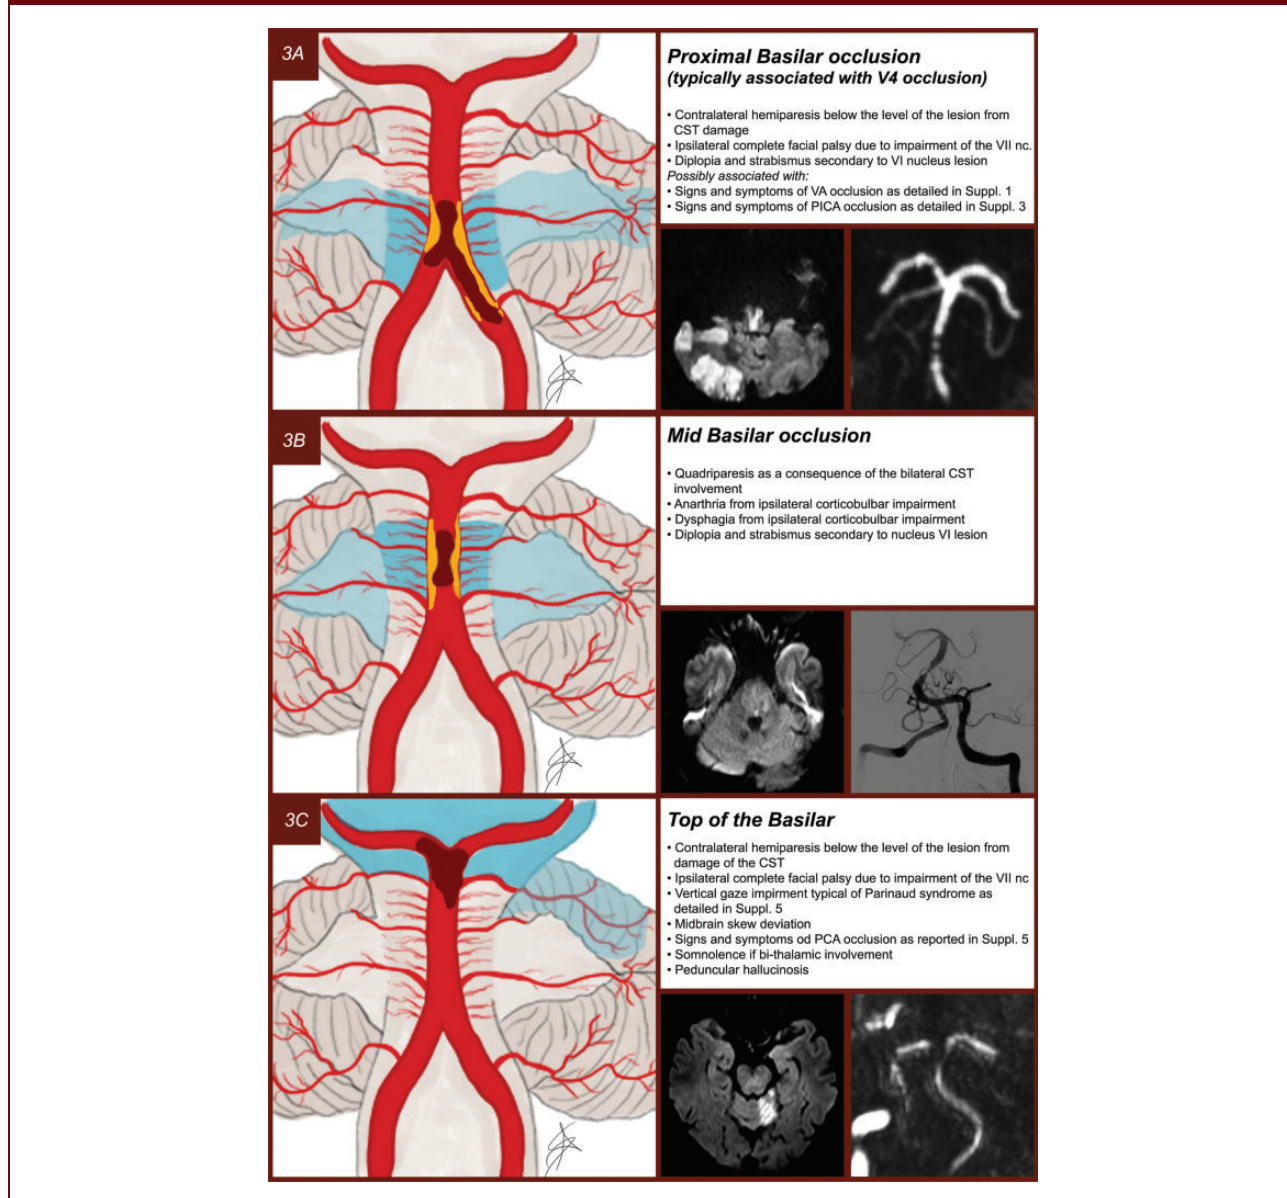 3A
Proximal Basilar occlusion
(typically associated with V4 occlusion)
• Contralateral hemiparesis below the level of the lesion from
CST damage
• Ipsilateral complete facial palsy due to impairment of the VII nc.
• Diplopia and strabismus secondary to VI nucleus lesion
Possibly associated with:
• Signs and symptoms of VA occlusion as detailed in Suppl. 1
• Signs and symptoms of PICA occlusion as detailed in Suppl. 3
3B
Mid Basilar occlusion
• Quadriparesis as a consequence of the bilateral CST
involvement
• Anarthria from ipsilateral corticobulbar impairment
• Dysphagia from ipsilateral corticobulbar impairment
• Diplopia and strabismus secondary to nucleus VI lesion
3C
Top of the Basilar
• Contralateral hemiparesis below the level of the lesion from
damage of the CST
• Ipsilateral complete facial palsy due to impairment of the VII nc
• Vertical gaze impirment typical of Parinaud syndrome as
detailed in Suppl. 5
• Midbrain skew deviation
• Signs and symptoms od PCA occlusion as reported in Suppl. 5
• Somnolence if bi-thalamic involvement
• Peduncular hallucinosis